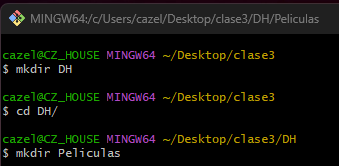 MINGW64:/c/Users/cazel/Desktop/clase3/DH/Peliculas
cazel@CZ_HOUSE MINGW64 ~/Desktop/clase3
$ mkdir DH
cazel@CZ_HOUSE MINGW64 ~/Desktop/clase3
$ cd DH/
cazel@CZ_HOUSE MINGW64 ~/Desktop/clase3/DH
$ mkdir Peliculas